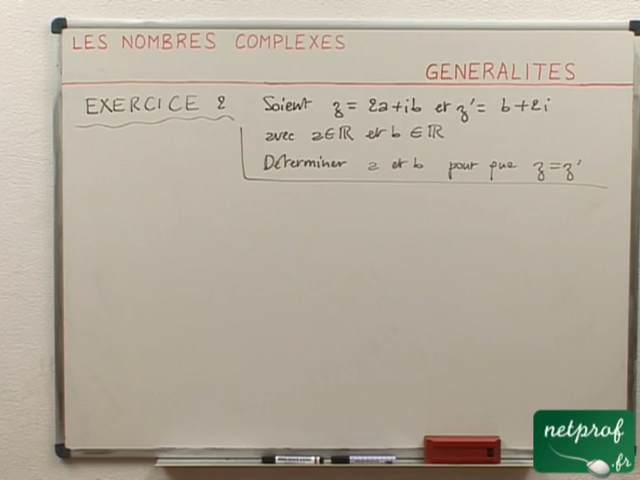 LES NOMBRES COMPLEXES
GENERALITES
EXERCICE 2 Soient z = 2a+ib et z' = b+2i
avec a∈ℝ et b ∈ ℝ
Déterminer a et b pour que z = z'
netprof
.fr